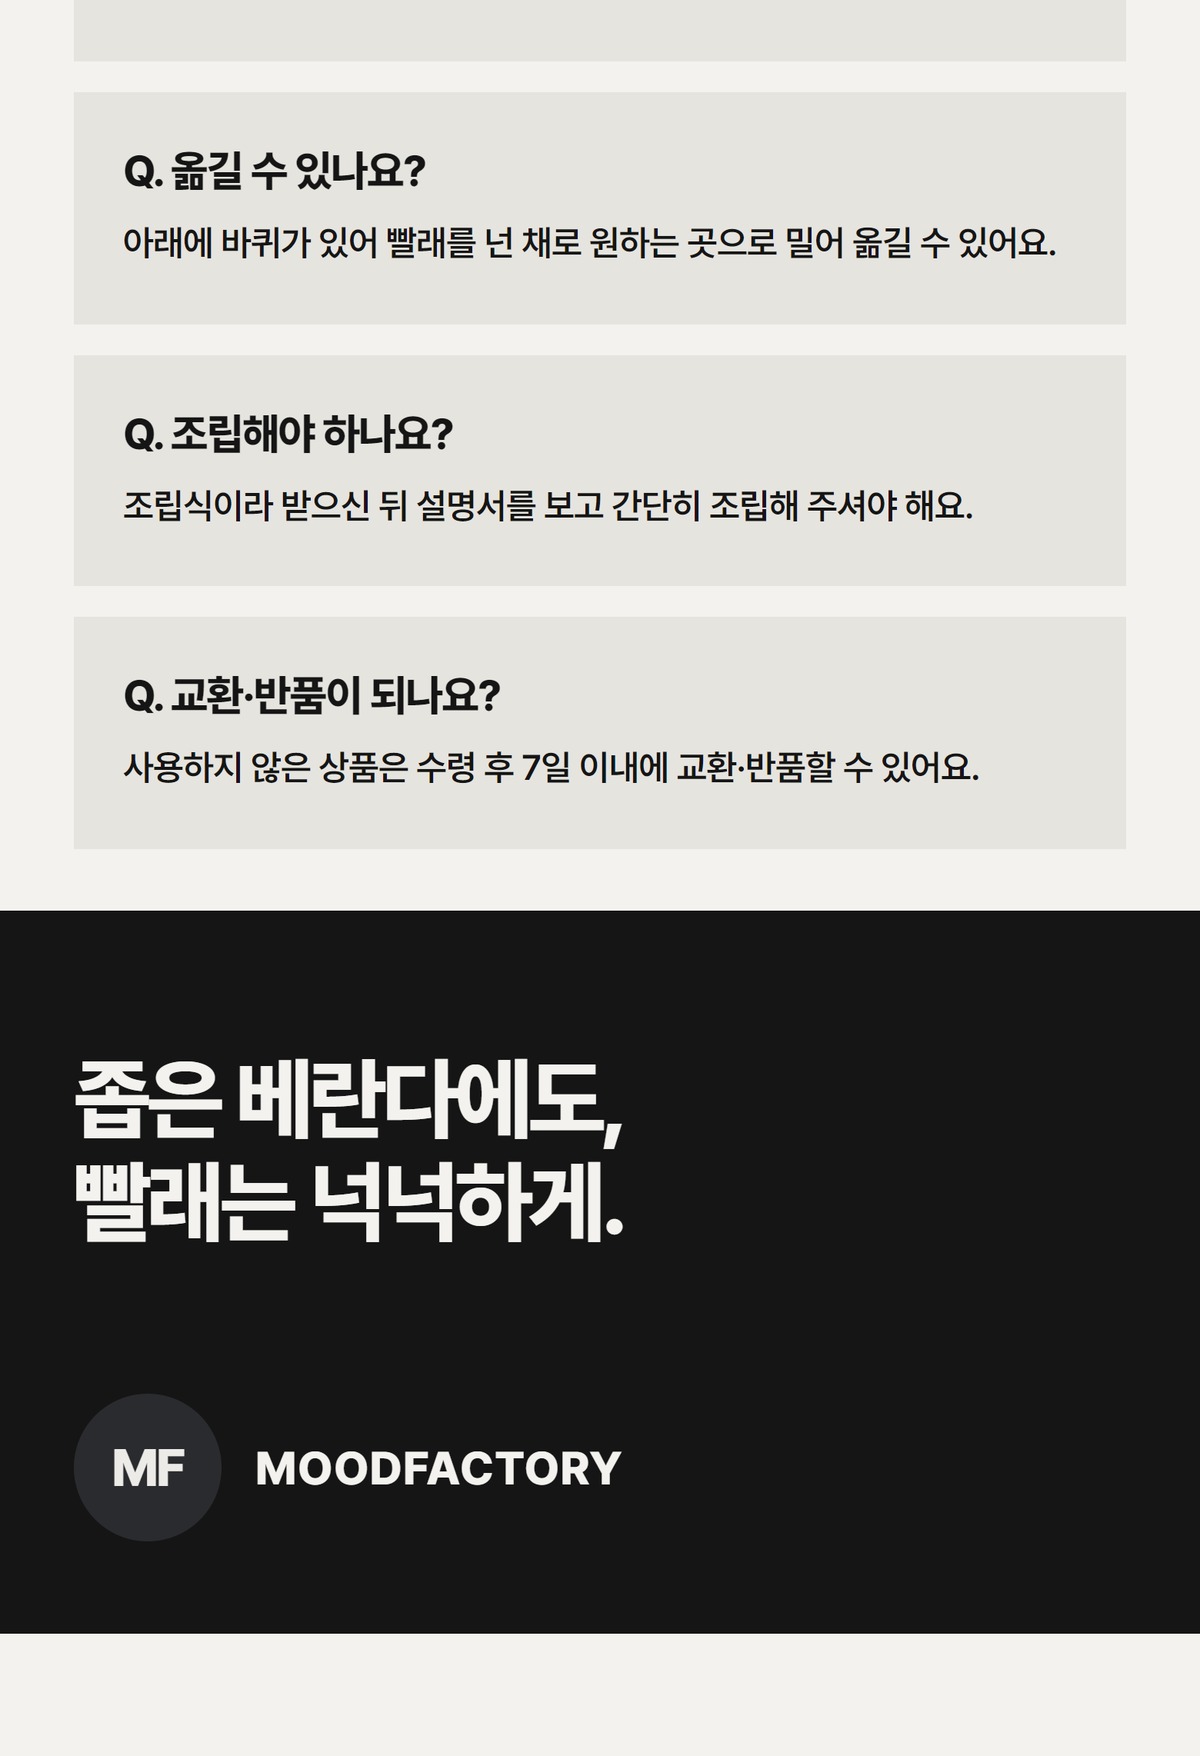 Q. 옮길 수 있나요?
아래에 바퀴가 있어 빨래를 넌 채로 원하는 곳으로 밀어 옮길 수 있어요.
Q. 조립해야 하나요?
조립식이라 받으신 뒤 설명서를 보고 간단히 조립해 주셔야 해요.
Q. 교환·반품이 되나요?
사용하지 않은 상품은 수령 후 7일 이내에 교환·반품할 수 있어요.
좁은 베란다에도,
빨래는 넉넉하게.
MF
MOODFACTORY